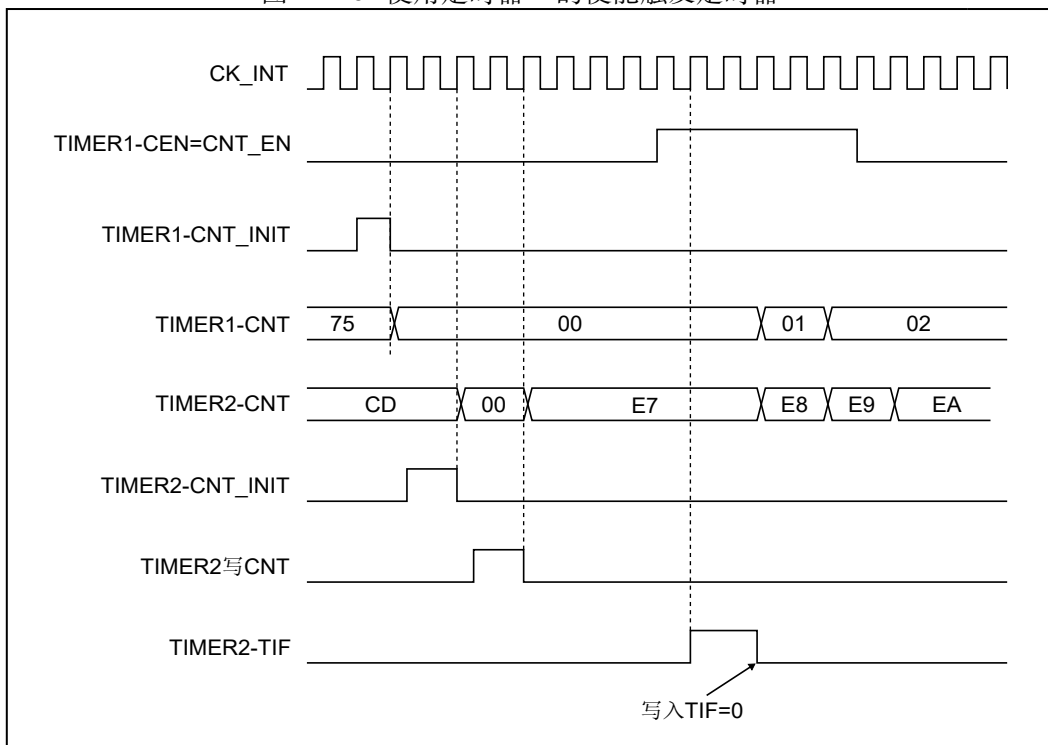 CK_INT
TIMER1-CEN=CNT_EN
TIMER1-CNT_INIT
TIMER1-CNT 75 00 01 02
TIMER2-CNT CD 00 E7 E8 E9 EA
TIMER2-CNT_INIT
TIMER2写CNT
TIMER2-TIF
写入TIF=0